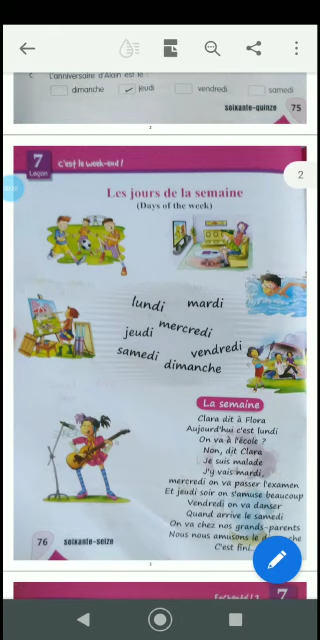 L'anniversaire d'Alain est le :
dimanche jeudi vendredi samedi
soixante-quinze 75
2
7 C'est le week-end !
Leçon
2
Les jours de la semaine
(Days of the week)
lundi mardi
jeudi mercredi
samedi vendredi
dimanche
La semaine
Clara dit à Flora
Aujourd'hui c'est lundi
On va à l'école ?
Non, dit Clara
Je suis malade
J'y vais mardi,
mercredi on va passer l'examen
Et jeudi soir on s'amuse beaucoup
Vendredi on va danser
Quand arrive le samedi
On va chez nos grands-parents
Nous nous amusons le
C'est fini
76 soixante-seize
3
7